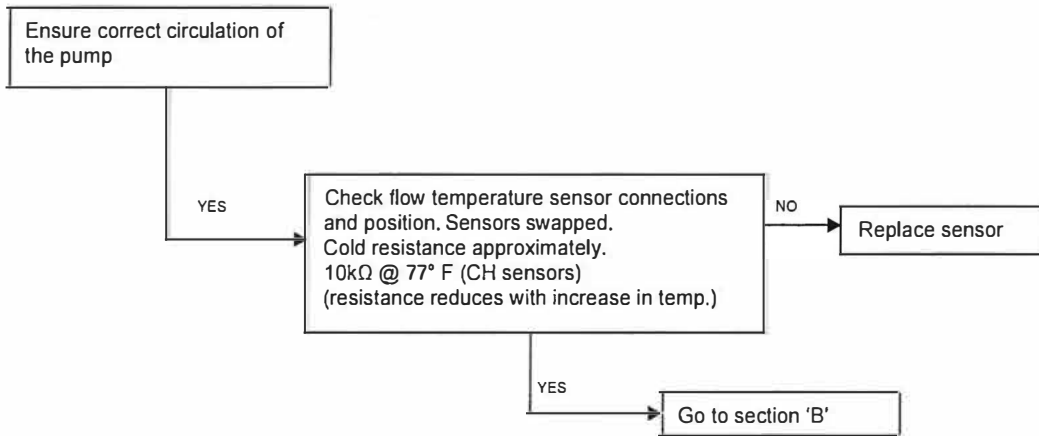 Ensure correct circulation of
the pump
YES
Check flow temperature sensor connections
and position. Sensors swapped.
Cold resistance approximately.
10kΩ @ 77° F (CH sensors)
(resistance reduces with increase in temp.)
NO
Replace sensor
YES
Go to section 'B'